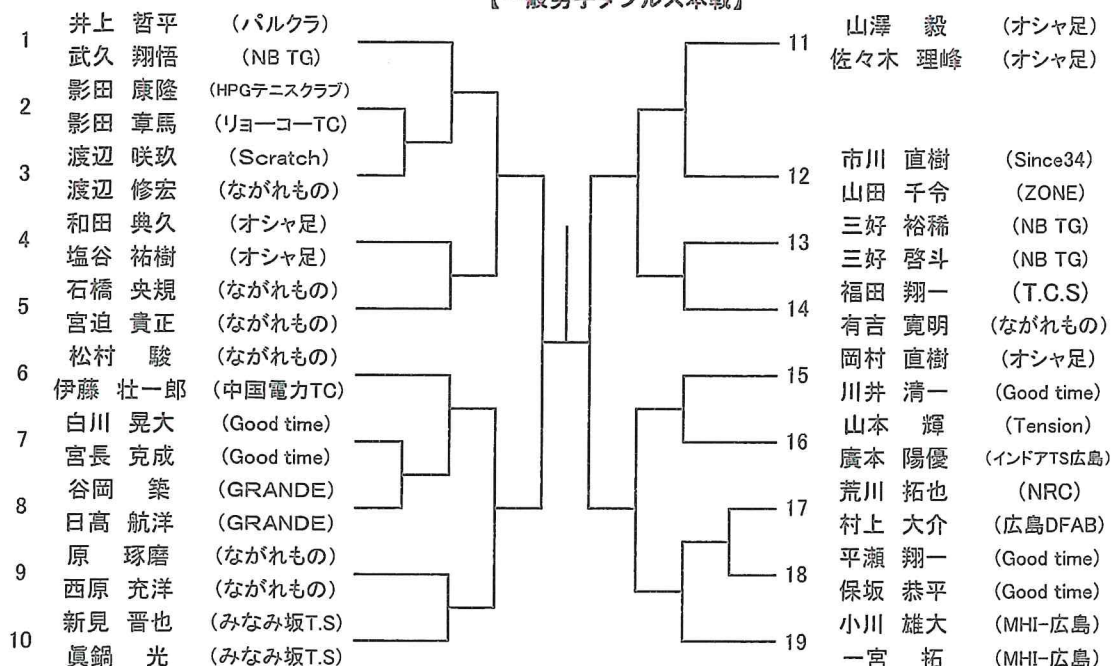 【一般男子ダブルス本戦】
1 井上 哲平 (パルクラ)
武久 翔悟 (NB TG)
2 影田 康隆 (HPGテニスクラブ)
影田 章馬 (リョーコーTC)
3 渡辺 咲玖 (Scratch)
渡辺 修宏 (ながれもの)
4 和田 典久 (オシャ足)
塩谷 祐樹 (オシャ足)
5 石橋 央規 (ながれもの)
宮迫 貴正 (ながれもの)
6 松村 駿 (ながれもの)
伊藤 壮一郎 (中国電力TC)
7 白川 晃大 (Good time)
宮長 克成 (Good time)
8 谷岡 築 (GRANDE)
日高 航洋 (GRANDE)
9 原 琢磨 (ながれもの)
西原 充洋 (ながれもの)
10 新見 晋也 (みなみ坂T.S)
眞鍋 光 (みなみ坂T.S)
11 山澤 毅 (オシャ足)
佐々木 理峰 (オシャ足)
12 市川 直樹 (Since34)
山田 千令 (ZONE)
13 三好 裕稀 (NB TG)
三好 啓斗 (NB TG)
14 福田 翔一 (T.C.S)
有吉 寛明 (ながれもの)
15 岡村 直樹 (オシャ足)
川井 清一 (Good time)
16 山本 輝 (Tension)
廣本 陽優 (インドアTS広島)
17 荒川 拓也 (NRC)
村上 大介 (広島DFAB)
18 平瀬 翔一 (Good time)
保坂 恭平 (Good time)
19 小川 雄大 (MHI-広島)
一宮 拓 (MHI-広島)